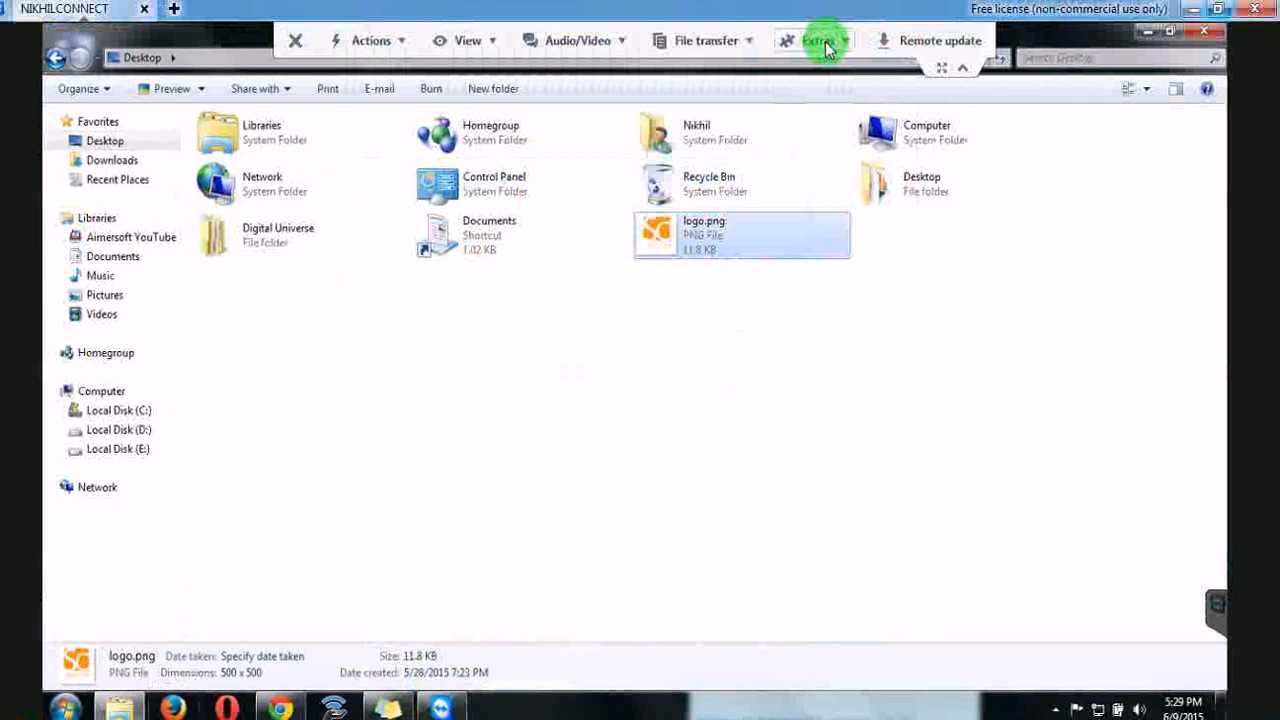 NIKHILCONNECT
Free license (non-commercial use only)
Actions
View
Audio/Video
File transfer
Extras
Remote update
Desktop
Search Desktop
Organize
Preview
Share with
Print
E-mail
Burn
New folder
Favorites
Desktop
Downloads
Recent Places
Libraries
Aimersoft YouTube
Documents
Music
Pictures
Videos
Homegroup
Computer
Local Disk (C:)
Local Disk (D:)
Local Disk (E:)
Network
Libraries
System Folder
Homegroup
System Folder
Nikhil
System Folder
Computer
System Folder
Network
System Folder
Control Panel
System Folder
Recycle Bin
System Folder
Desktop
File folder
Digital Universe
File folder
Documents
Shortcut
1.02 KB
logo.png
PNG File
11.8 KB
logo.png Date taken: Specify date taken Size: 11.8 KB
PNG File Dimensions: 500 x 500 Date created: 5/28/2015 7:23 PM
5:29 PM
6/9/2015